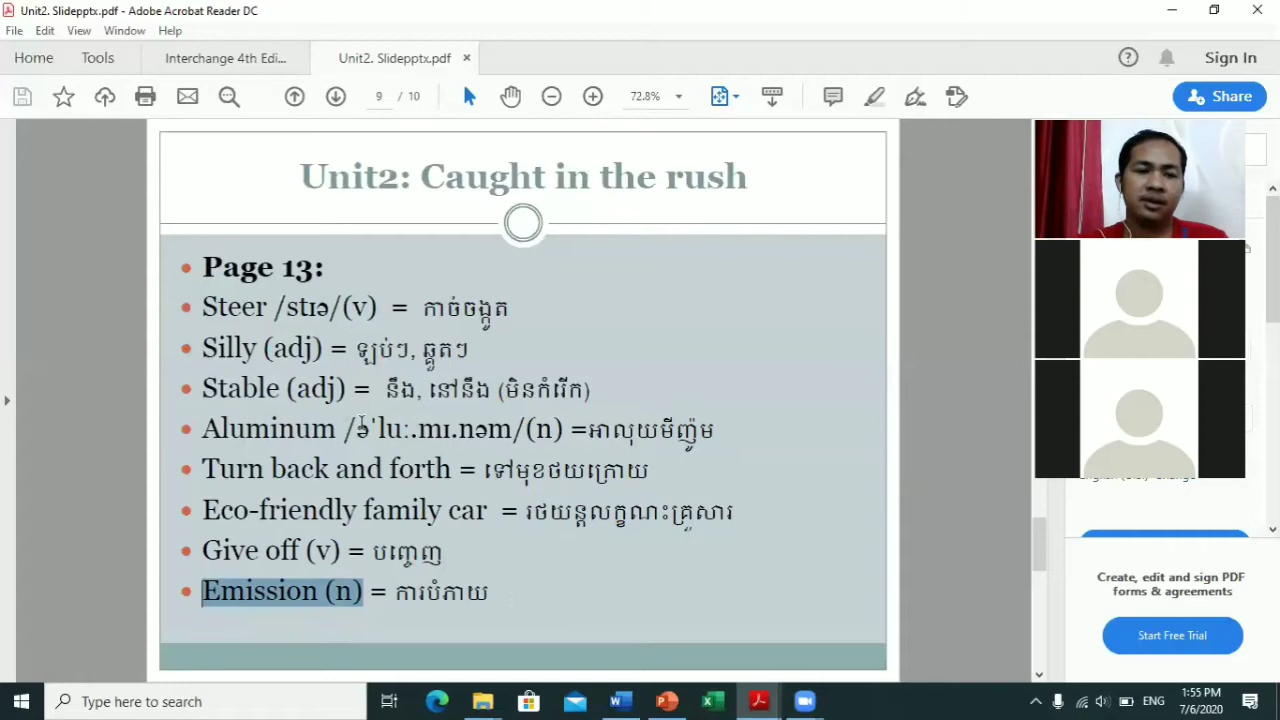 Unit2. Slidepptx.pdf - Adobe Acrobat Reader DC
File Edit View Window Help
Home Tools Interchange 4th Edi... Unit2. Slidepptx.pdf × Sign In
9 / 10 72.8% Share
Unit2: Caught in the rush
Page 13:
Steer /stɪə/(v) = កាច់ចង្កូត
Silly (adj) = ឡប់ៗ, ឆ្កួតៗ
Stable (adj) = នឹង, នៅនឹង (មិនកំរើក)
Aluminum /əˈluː.mɪ.nəm/(n) =អាលុយមីញ៉ូម
Turn back and forth = ទៅមុខថយក្រោយ
Eco-friendly family car = រថយន្តលក្ខណះគ្រួសារ
Give off (v) = បញ្ចេញ
Emission (n) = ការបំភាយ
Create, edit and sign PDF
forms & agreements
Start Free Trial
Type here to search
ENG
1:55 PM
7/6/2020